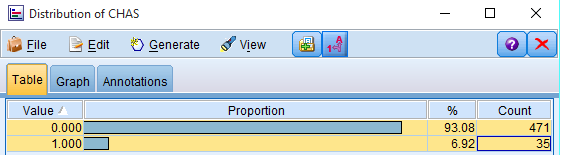 Distribution of CHAS
File Edit Generate View
Table Graph Annotations
Value Proportion % Count
0.000 93.08 471
1.000 6.92 35